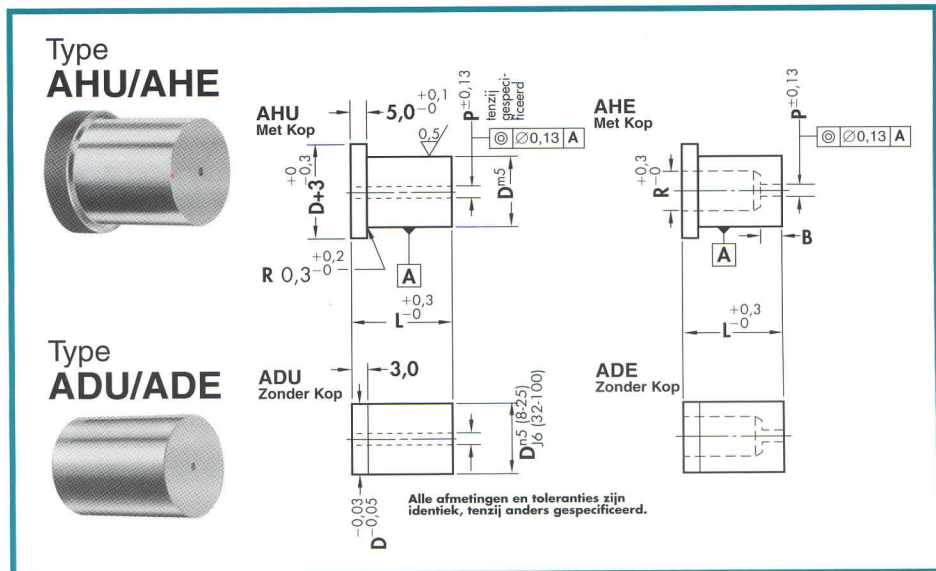 Type
AHU/AHE
AHU
Met Kop
5,0 +0,1 -0
0,5
P±0,13
tenzij
gespeci-
ficeerd
◎ ∅0,13 A
D+3 +0 -0,3
Dm5
R 0,3 +0,2 -0
A
L +0,3 -0
AHE
Met Kop
P±0,13
◎ ∅0,13 A
R +0,3 -0
B
A
L +0,3 -0
Type
ADU/ADE
ADU
Zonder Kop
3,0
Dn5 (8-25)
J6 (32-100)
D -0,03 -0,05
ADE
Zonder Kop
Alle afmetingen en toleranties zijn
identiek, tenzij anders gespecificeerd.